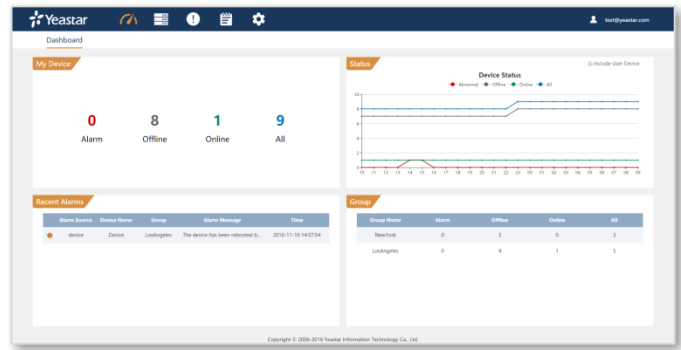 Yeastar
test@yeastar.com
Dashboard
My Device
0 8 1 9
Alarm Offline Online All
Status
Include User Device
Device Status
Abnormal Offline Online All
10
8
6
4
2
0
10 11 12 13 14 15 16 17 18 19 20 21 22 23 00 01 02 03 04 05 06 07 08 09
Recent Alarms
Alarm Source Device Name Group Alarm Message Time
device Device LosAngeles The device has been rebooted b... 2016-11-16 14:57:54
Group
Group Name Alarm Offline Online All
NewYork 0 3 0 3
LosAngeles 0 4 1 5
Copyright © 2006-2016 Yeastar Information Technology Co., Ltd.